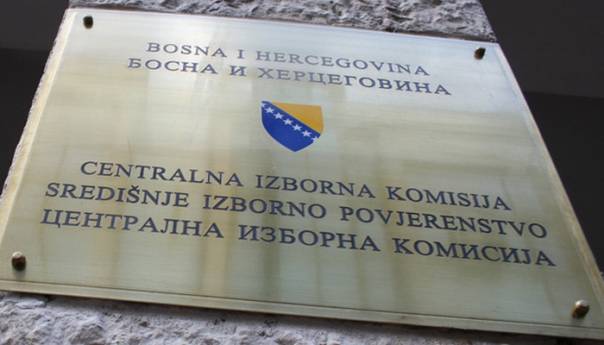 BOSNA I HERCEGOVINA
БОСНА И ХЕРЦЕГОВИНА
CENTRALNA IZBORNA KOMISIJA
SREDIŠNJE IZBORNO POVJERENSTVO
ЦЕНТРАЛНА ИЗБОРНА КОМИСИЈА